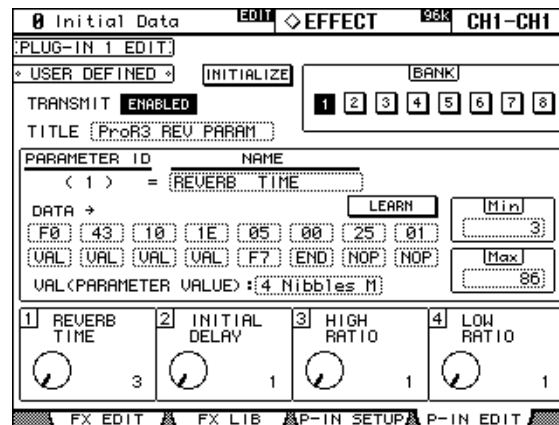 0 Initial Data EDIT ◇EFFECT 96k CH1-CH1
PLUG-IN 1 EDIT
USER DEFINED INITIALIZE BANK
TRANSMIT ENABLED 1 2 3 4 5 6 7 8
TITLE ProR3 REV PARAM
PARAMETER ID NAME
( 1 ) = REVERB TIME
DATA → LEARN Min
F0 43 10 1E 05 00 25 01 3
VAL VAL VAL VAL F7 END NOP NOP Max
VAL(PARAMETER VALUE): 4 Nibbles M 86
1 REVERB TIME 3
2 INITIAL DELAY 1
3 HIGH RATIO 1
4 LOW RATIO 1
FX EDIT FX LIB P-IN SETUP P-IN EDIT